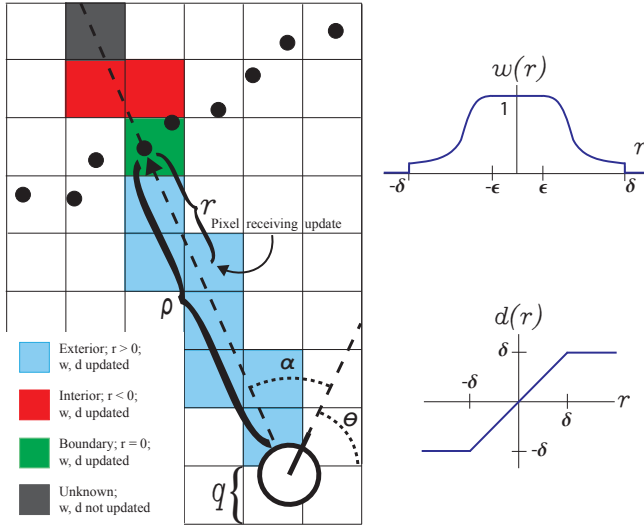 r
Pixel receiving update
ρ
α
θ
q
Exterior; r > 0;
w, d updated
Interior; r < 0;
w, d updated
Boundary; r = 0;
w, d updated
Unknown;
w, d not updated
w(r)
1
r
-δ
-ϵ
ϵ
δ
d(r)
δ
-δ
r
δ
-δ